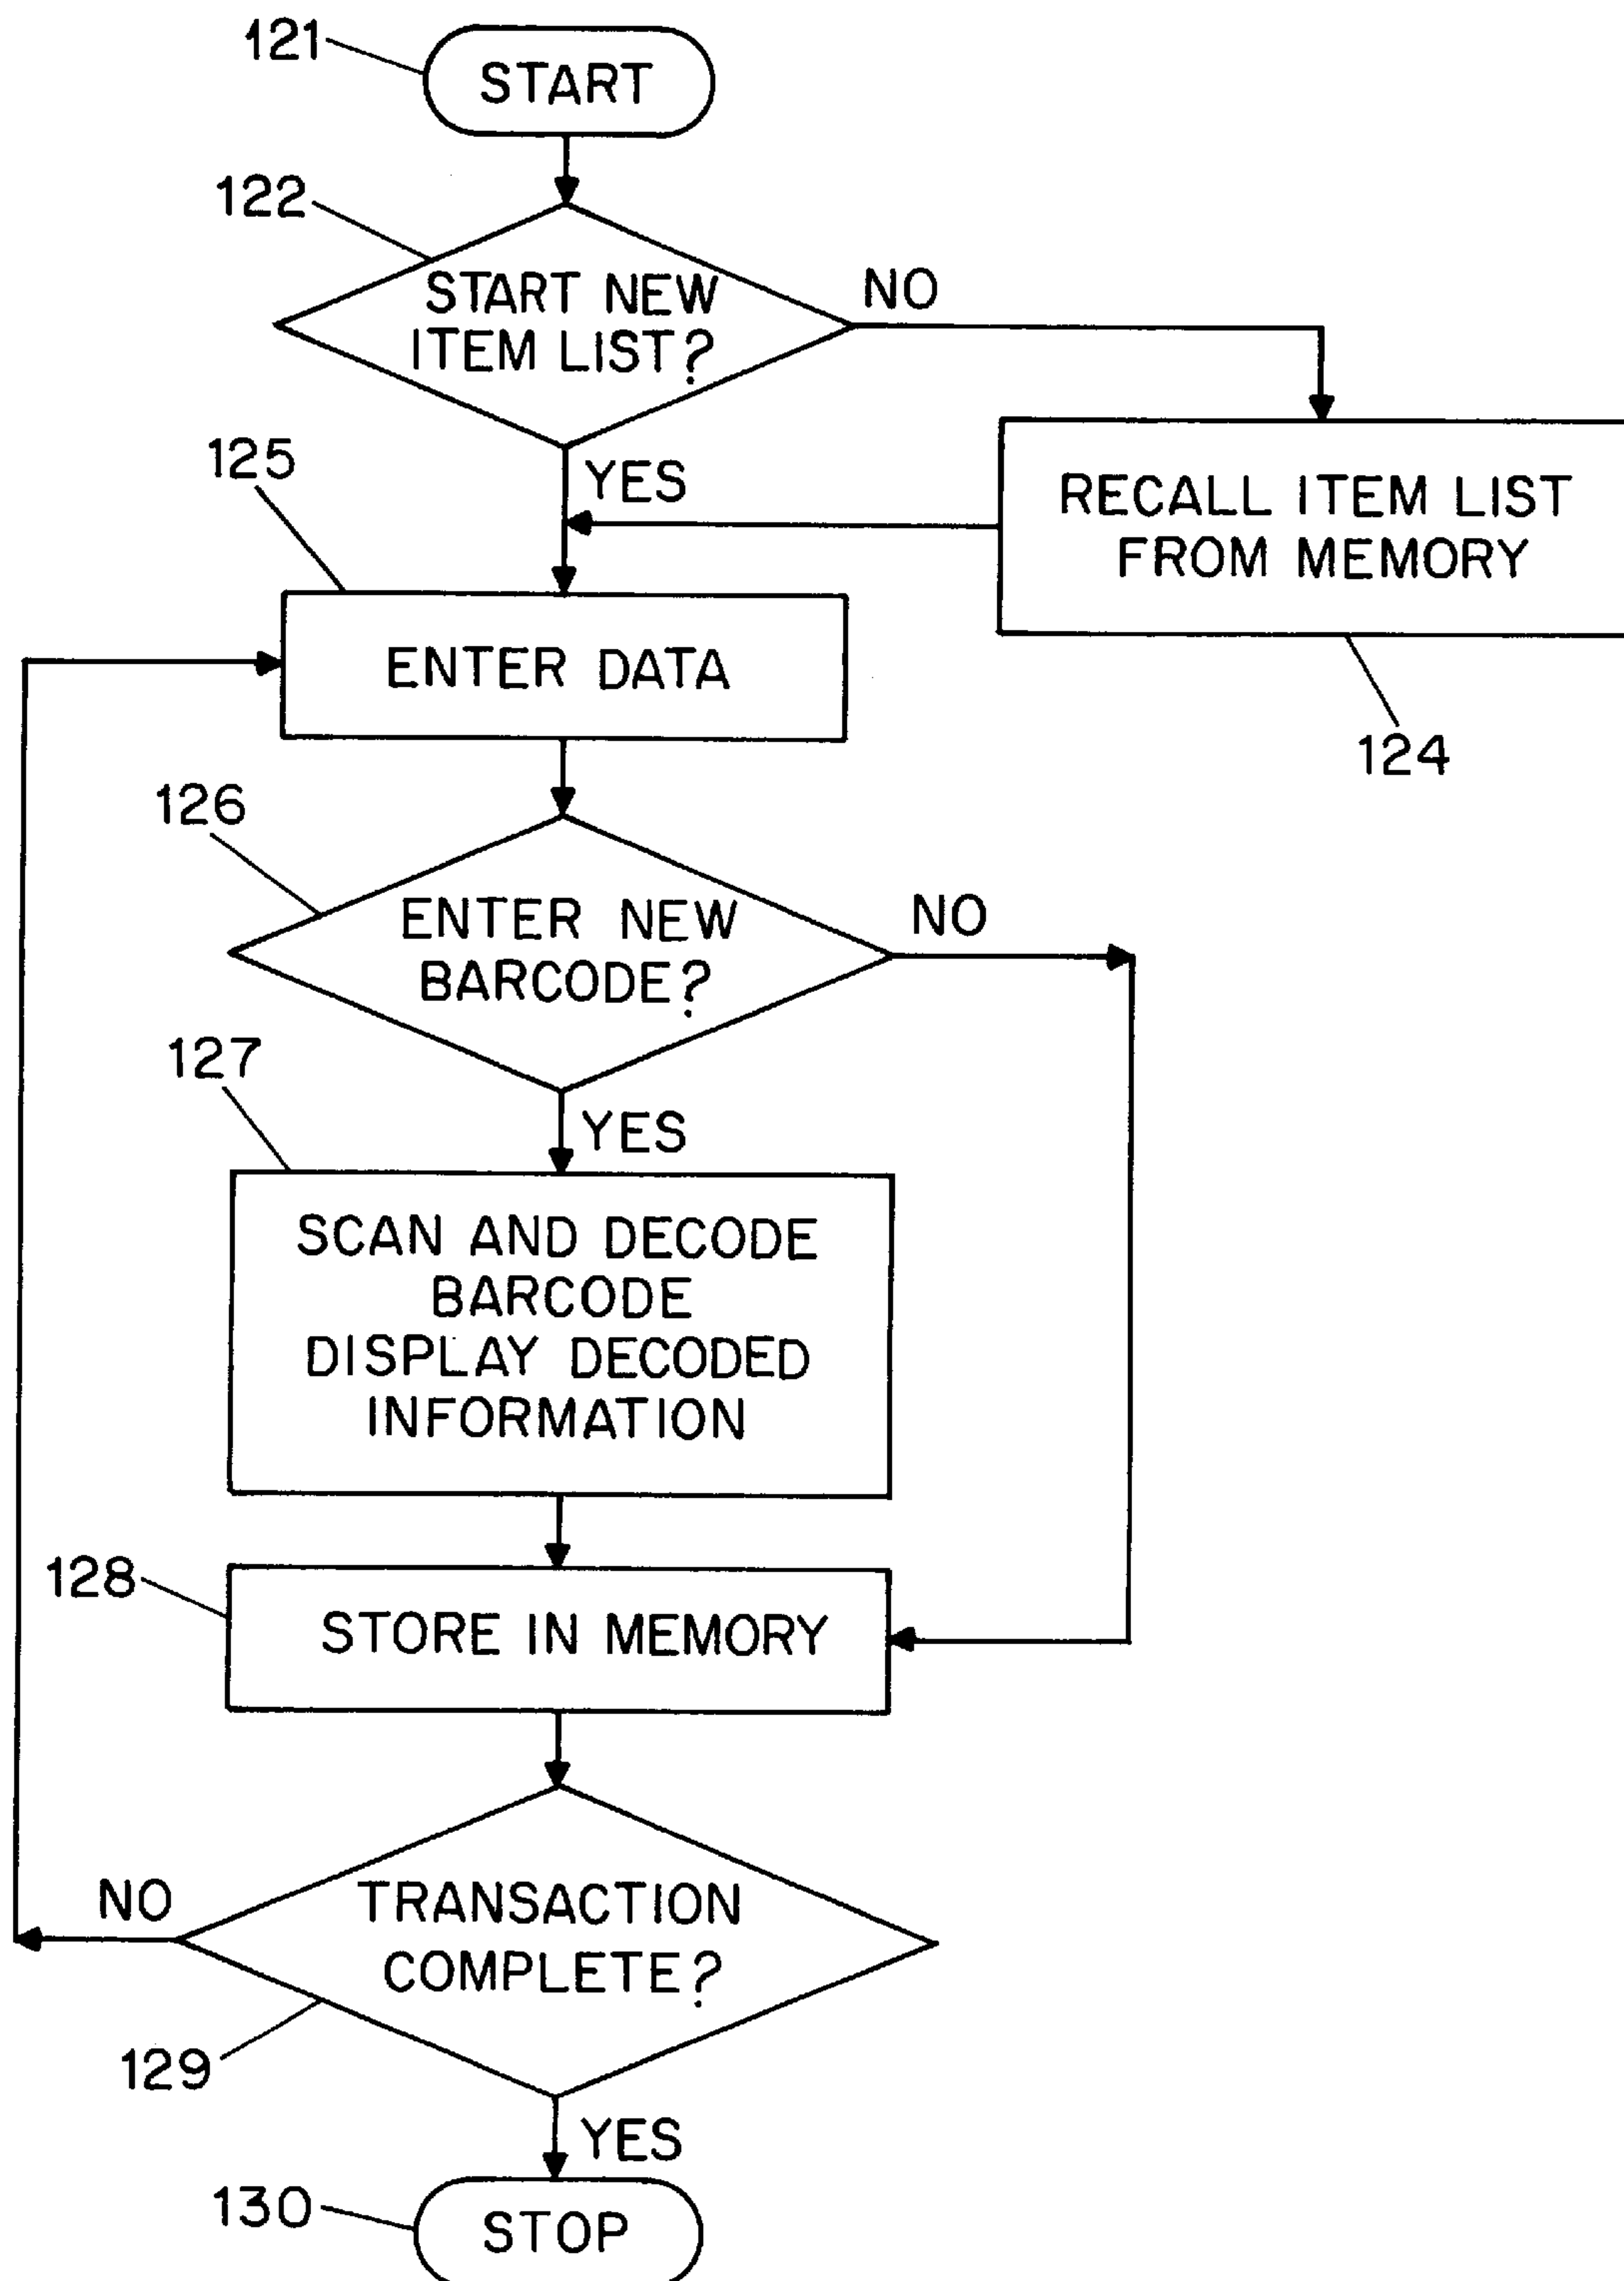 121
START
122
START NEW
ITEM LIST?
NO
125
YES
RECALL ITEM LIST
FROM MEMORY
ENTER DATA
124
126
ENTER NEW
BARCODE?
NO
127
YES
SCAN AND DECODE
BARCODE
DISPLAY DECODED
INFORMATION
128
STORE IN MEMORY
NO
TRANSACTION
COMPLETE?
129
YES
130
STOP